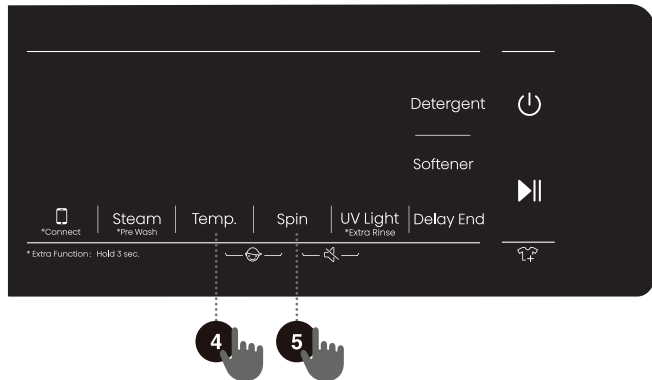 Detergent
Softener
*Connect
Steam
*Pre Wash
Temp.
Spin
UV Light
*Extra Rinse
Delay End
* Extra Function: Hold 3 sec.
4
5